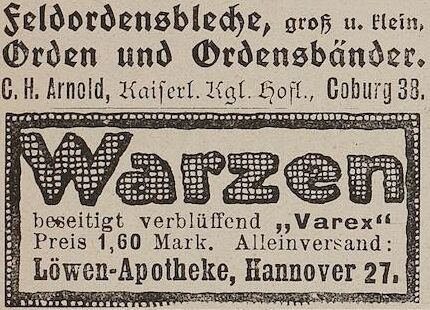 Feldordensbleche, groß u. klein,
Orden und Ordensbänder.
C. H. Arnold, Kaiserl. Kgl. Hofl., Coburg 38.
Warzen
beseitigt verblüffend „Varex“
Preis 1,60 Mark. Alleinversand:
Löwen-Apotheke, Hannover 27.